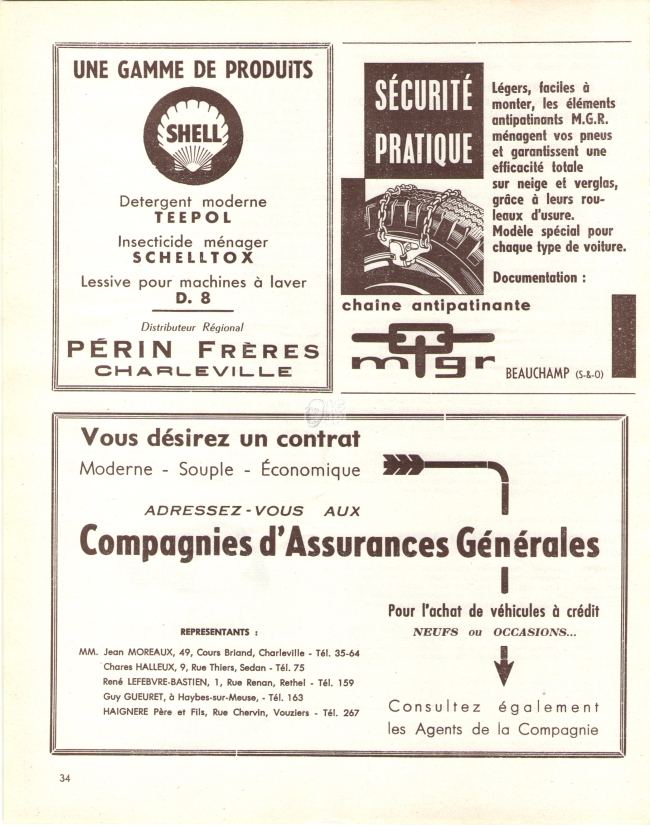 UNE GAMME DE PRODUITS
SHELL
Detergent moderne
TEEPOL
Insecticide ménager
SCHELLTOX
Lessive pour machines à laver
D. 8
Distributeur Régional
PÉRIN FRÈRES
CHARLEVILLE
SÉCURITÉ
PRATIQUE
Légers, faciles à
monter, les éléments
antipatinants M.G.R.
ménagent vos pneus
et garantissent une
efficacité totale
sur neige et verglas,
grâce à leurs rou-
leaux d'usure.
Modèle spécial pour
chaque type de voiture.
Documentation :
chaîne antipatinante
mgr
BEAUCHAMP (S-&-O)
Vous désirez un contrat
Moderne - Souple - Économique
ADRESSEZ-VOUS AUX
Compagnies d'Assurances Générales
REPRESENTANTS :
MM. Jean MOREAUX, 49, Cours Briand, Charleville - Tél. 35-64
Chares HALLEUX, 9, Rue Thiers, Sedan - Tél. 75
René LEFEBVRE-BASTIEN, 1, Rue Renan, Rethel - Tél. 159
Guy GUEURET, à Haybes-sur-Meuse, - Tél. 163
HAIGNERE Père et Fils, Rue Chervin, Vouziers - Tél. 267
Pour l'achat de véhicules à crédit
NEUFS ou OCCASIONS...
Consultez également
les Agents de la Compagnie
34